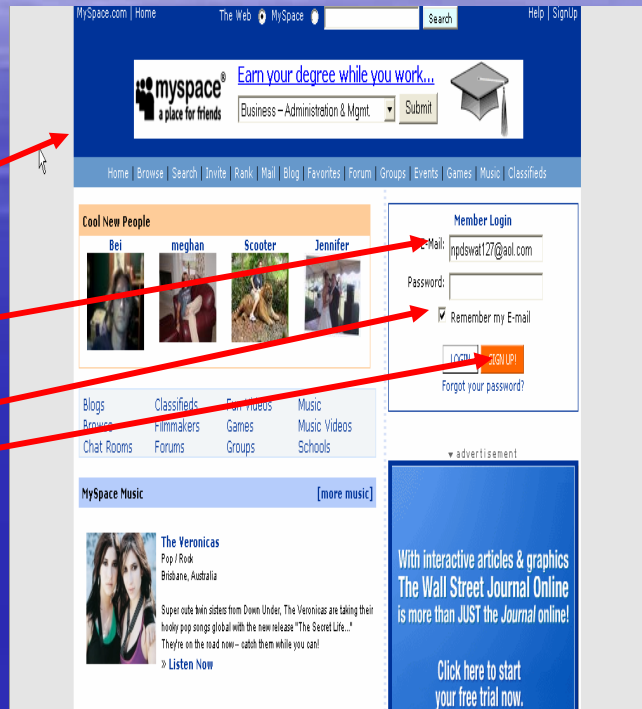 MySpace.com | Home The Web MySpace Search Help | SignUp
myspace®
a place for friends
Earn your degree while you work...
Business – Administration & Mgmt. Submit
Home | Browse | Search | Invite | Rank | Mail | Blog | Favorites | Forum | Groups | Events | Games | Music | Classifieds
Cool New People
Bei meghan Scooter Jennifer
Member Login
E-Mail: npdswat127@aol.com
Password:
Remember my E-mail
LOGIN SIGN UP!
Forgot your password?
Blogs Classifieds Fun Videos Music
Browse Filmmakers Games Music Videos
Chat Rooms Forums Groups Schools
advertisement
MySpace Music [more music]
The Veronicas
Pop / Rock
Brisbane, Australia
Super cute twin sisters from Down Under, The Veronicas are taking their
hooky pop songs global with the new release "The Secret Life..."
They're on the road now – catch them while you can!
» Listen Now
With interactive articles & graphics
The Wall Street Journal Online
is more than JUST the Journal online!
Click here to start
your free trial now.